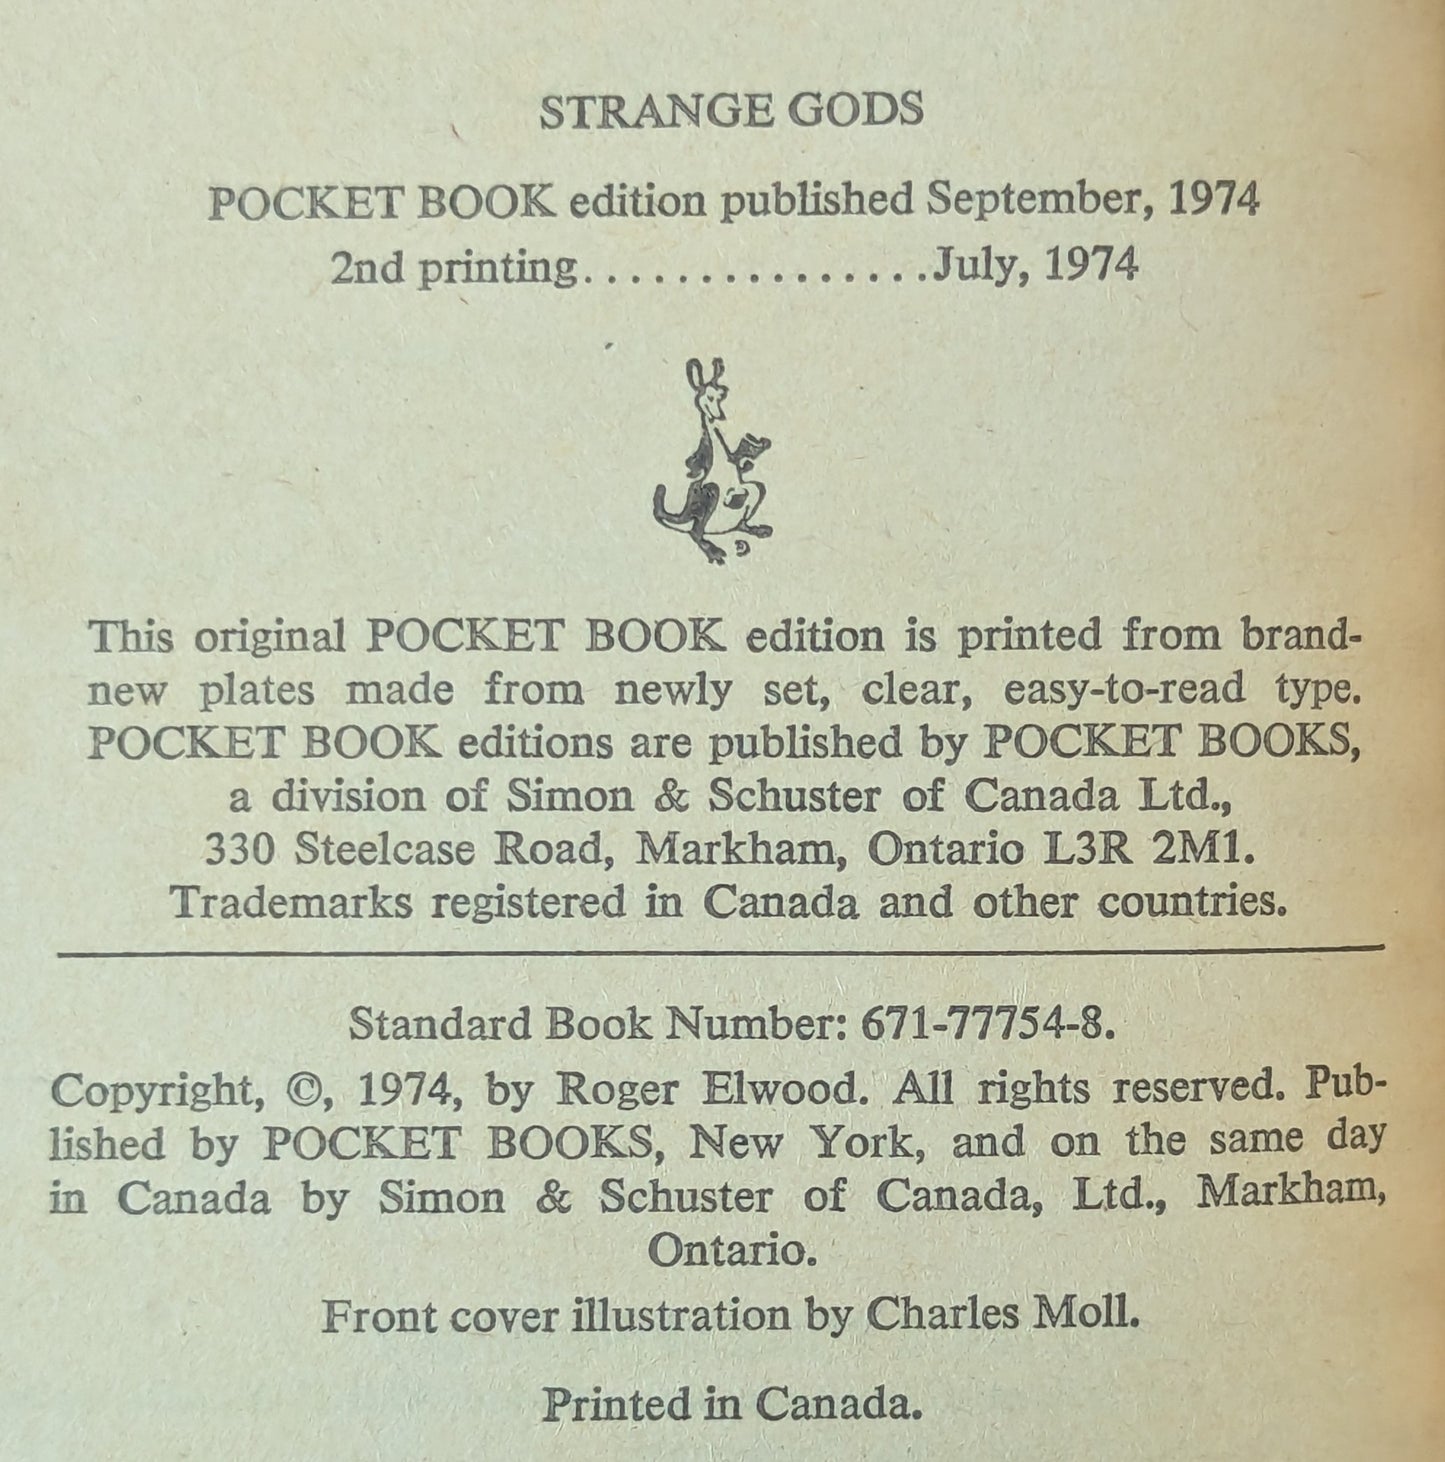 STRANGE GODS
POCKET BOOK edition published September, 1974
2nd printing................July, 1974
This original POCKET BOOK edition is printed from brand-
new plates made from newly set, clear, easy-to-read type.
POCKET BOOK editions are published by POCKET BOOKS,
a division of Simon & Schuster of Canada Ltd.,
330 Steelcase Road, Markham, Ontario L3R 2M1.
Trademarks registered in Canada and other countries.
Standard Book Number: 671-77754-8.
Copyright, ©, 1974, by Roger Elwood. All rights reserved. Pub-
lished by POCKET BOOKS, New York, and on the same day
in Canada by Simon & Schuster of Canada, Ltd., Markham,
Ontario.
Front cover illustration by Charles Moll.
Printed in Canada.